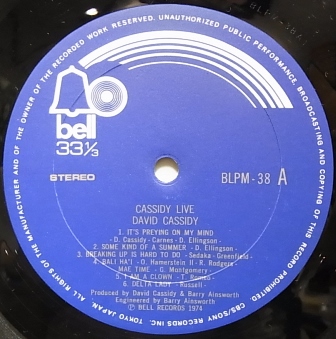 ALL RIGHTS OF THE MANUFACTURER AND OF THE OWNER OF THE RECORDED WORK RESERVED. UNAUTHORIZED PUBLIC PERFORMANCE, BROADCASTING AND COPYING OF THIS RECORD PROHIBITED. CBS/SONY RECORDS INC. TOKYO JAPAN.
bell
33 1/3
STEREO
BLPM-38 A
CASSIDY LIVE
DAVID CASSIDY
1. IT'S PREYING ON MY MIND
D. Cassidy - Carnes - D. Ellingson
2. SOME KIND OF A SUMMER - D. Ellingson
3. BREAKING UP IS HARD TO DO - Sedaka - Greenfield
4. BALI HA'I - O. Hamerstein II - R. Rodgers
MAE TIME - G. Montgomery
5. I AM A CLOWN - T. Romeo
6. DELTA LADY - Russell
Produced by David Cassidy & Barry Ainsworth
Engineered by Barry Ainsworth
℗ BELL RECORDS 1974